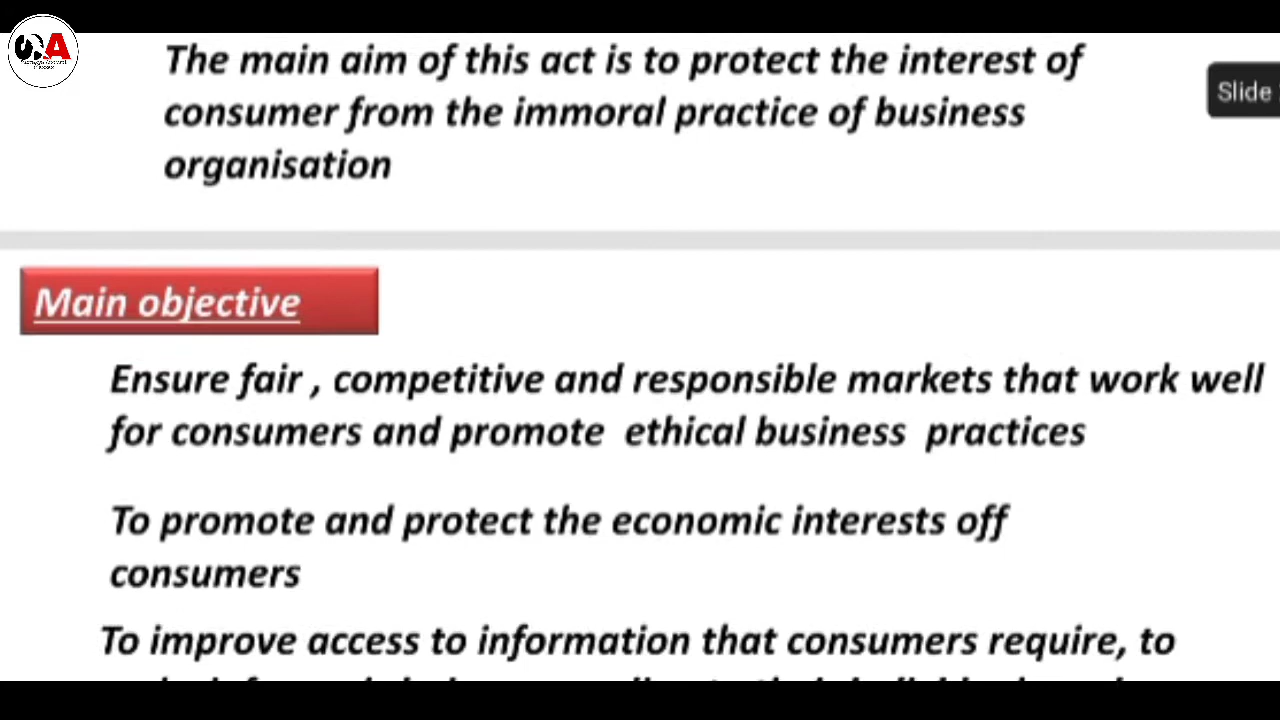 QA
The main aim of this act is to protect the interest of
consumer from the immoral practice of business
organisation
Slide
Main objective
Ensure fair , competitive and responsible markets that work well
for consumers and promote ethical business practices
To promote and protect the economic interests off
consumers
To improve access to information that consumers require, to